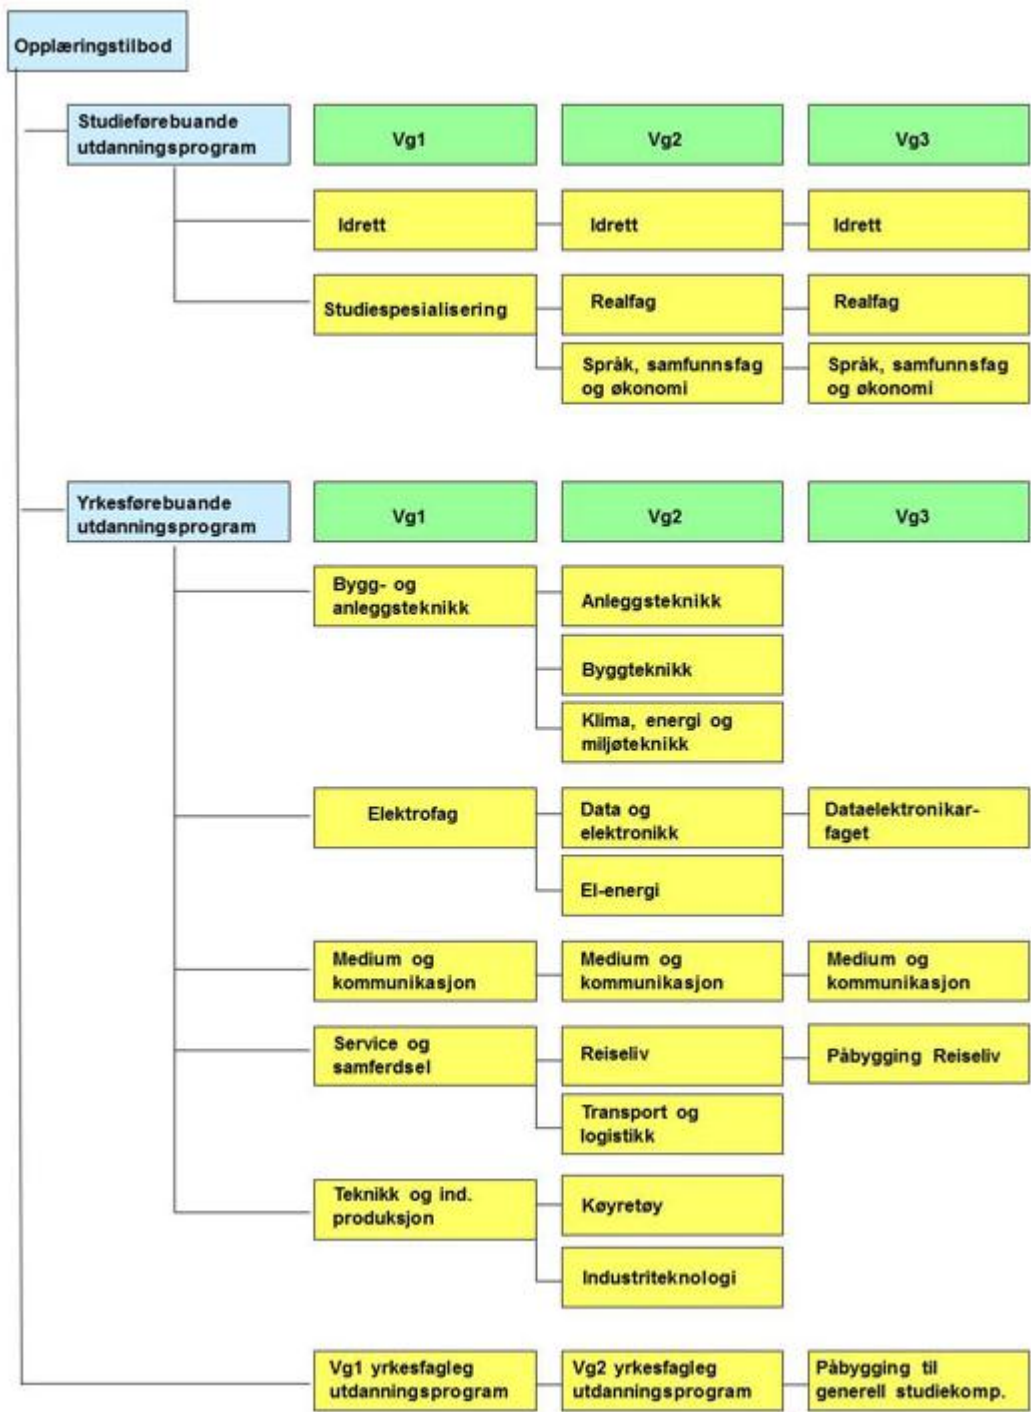 Opplæringstilbod
Studieførebuande
utdanningsprogram
Vg1
Vg2
Vg3
Idrett
Idrett
Idrett
Studiespesialisering
Realfag
Realfag
Språk, samfunnsfag
og økonomi
Språk, samfunnsfag
og økonomi
Yrkesførebuande
utdanningsprogram
Vg1
Vg2
Vg3
Bygg- og
anleggsteknikk
Anleggsteknikk
Byggteknikk
Klima, energi og
miljøteknikk
Elektrofag
Data og
elektronikk
Dataelektronikar-
faget
El-energi
Medium og
kommunikasjon
Medium og
kommunikasjon
Medium og
kommunikasjon
Service og
samferdsel
Reiseliv
Påbygging Reiseliv
Transport og
logistikk
Teknikk og ind.
produksjon
Køyretøy
Industriteknologi
Vg1 yrkesfagleg
utdanningsprogram
Vg2 yrkesfagleg
utdanningsprogram
Påbygging til
generell studiekomp.